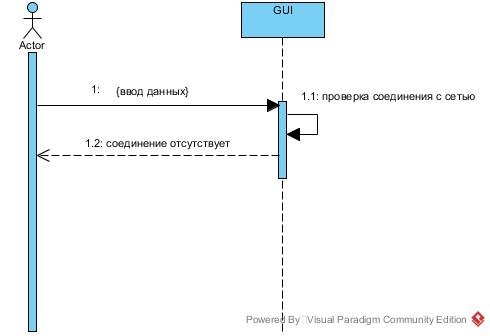 GUI
Actor
1: {ввод данных}
1.1: проверка соединения с сетью
1.2: соединение отсутствует
Powered By Visual Paradigm Community Edition